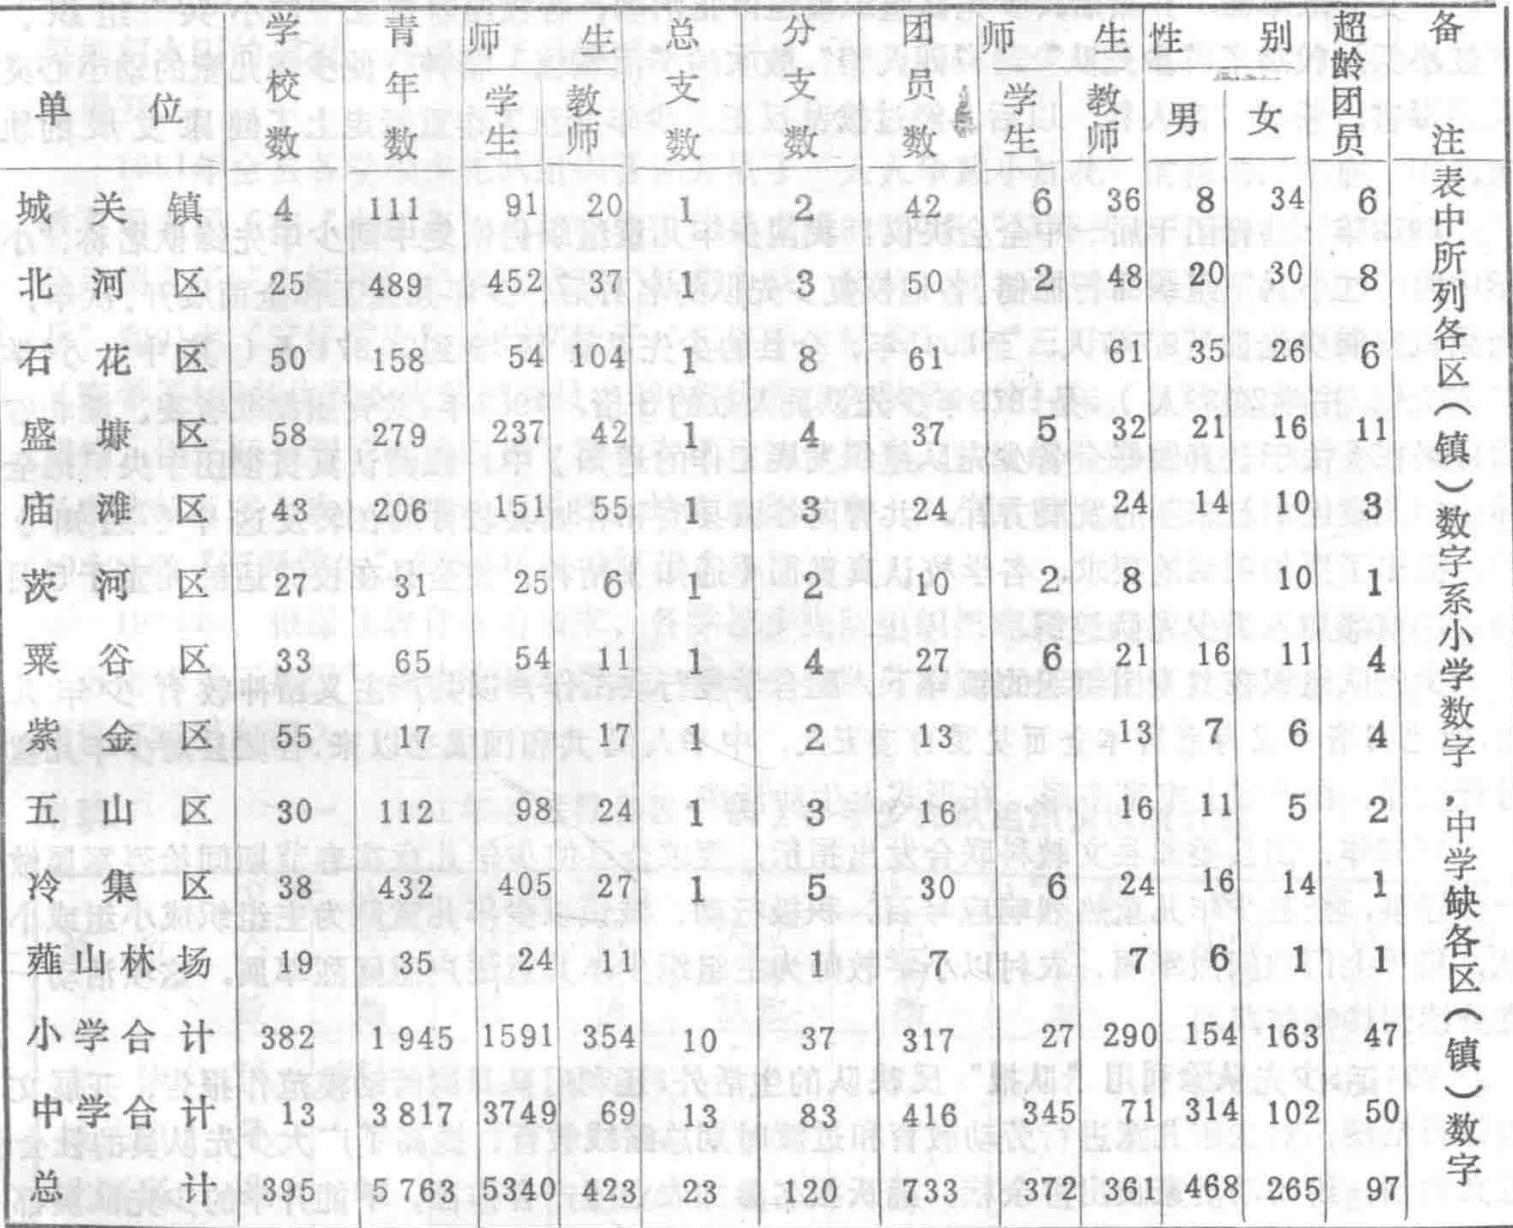 单位 学校数 青年数 师生 学生 教师 总支数 分支数 团员数 师生 学生 教师 性别 男 女 超龄团员 备注
城关镇 4 111 91 20 1 2 42 6 36 8 34 6
北河区 25 489 452 37 1 3 50 2 48 20 30 8
石花区 50 158 54 104 1 8 61 61 35 26 6
盛塬区 58 279 237 42 1 4 37 5 32 21 16 11
庙滩区 43 206 151 55 1 3 24 24 14 10 3
茨河区 27 31 25 6 1 2 10 2 8 10 1
粟谷区 33 65 54 11 1 4 27 6 21 16 11 4
紫金区 55 17 17 1 2 13 13 7 6 4
五山区 30 112 98 24 1 3 16 16 11 5 2
冷集区 38 432 405 27 1 5 30 6 24 16 14 1
薤山林场 19 35 24 11 1 7 7 6 1 1
小学合计 382 1945 1591 354 10 37 317 27 290 154 163 47
中学合计 13 3817 3749 69 13 83 416 345 71 314 102 50
总计 395 5763 5340 423 23 120 733 372 361 468 265 97
表中所列各区（镇）数字系小学数字，中学缺各区（镇）数字